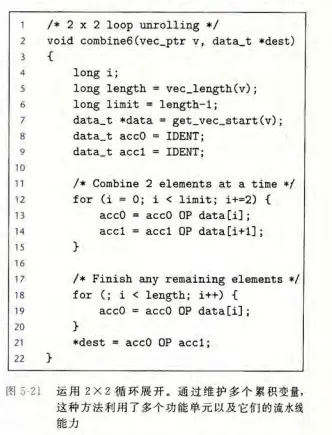 1 /* 2 x 2 loop unrolling */
2 void combine6(vec_ptr v, data_t *dest)
3 {
4 long i;
5 long length = vec_length(v);
6 long limit = length-1;
7 data_t *data = get_vec_start(v);
8 data_t acc0 = IDENT;
9 data_t acc1 = IDENT;
10
11 /* Combine 2 elements at a time */
12 for (i = 0; i < limit; i+=2) {
13 acc0 = acc0 OP data[i];
14 acc1 = acc1 OP data[i+1];
15 }
16
17 /* Finish any remaining elements */
18 for (; i < length; i++) {
19 acc0 = acc0 OP data[i];
20 }
21 *dest = acc0 OP acc1;
22 }
图 5-21 运用 2×2 循环展开。通过维护多个累积变量,
这种方法利用了多个功能单元以及它们的流水线
能力